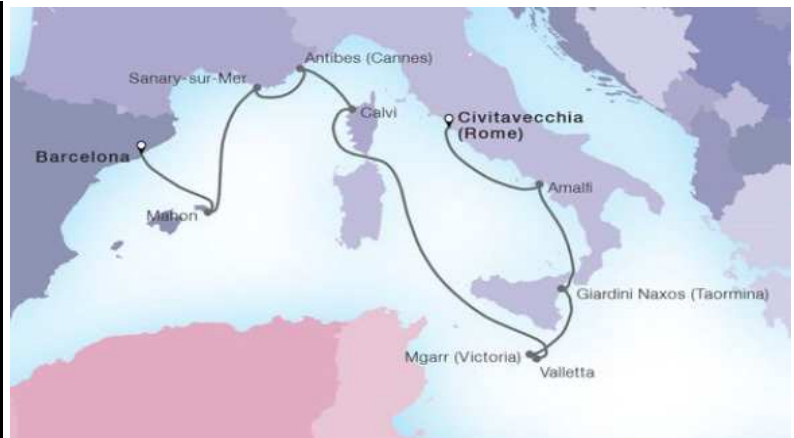 Antibes (Cannes)
Sanary-sur-Mer
Calvi
Civitavecchia
(Rome)
Barcelona
Amalfi
Mahon
Giardini Naxos (Taormina)
Mgarr (Victoria)
Valletta